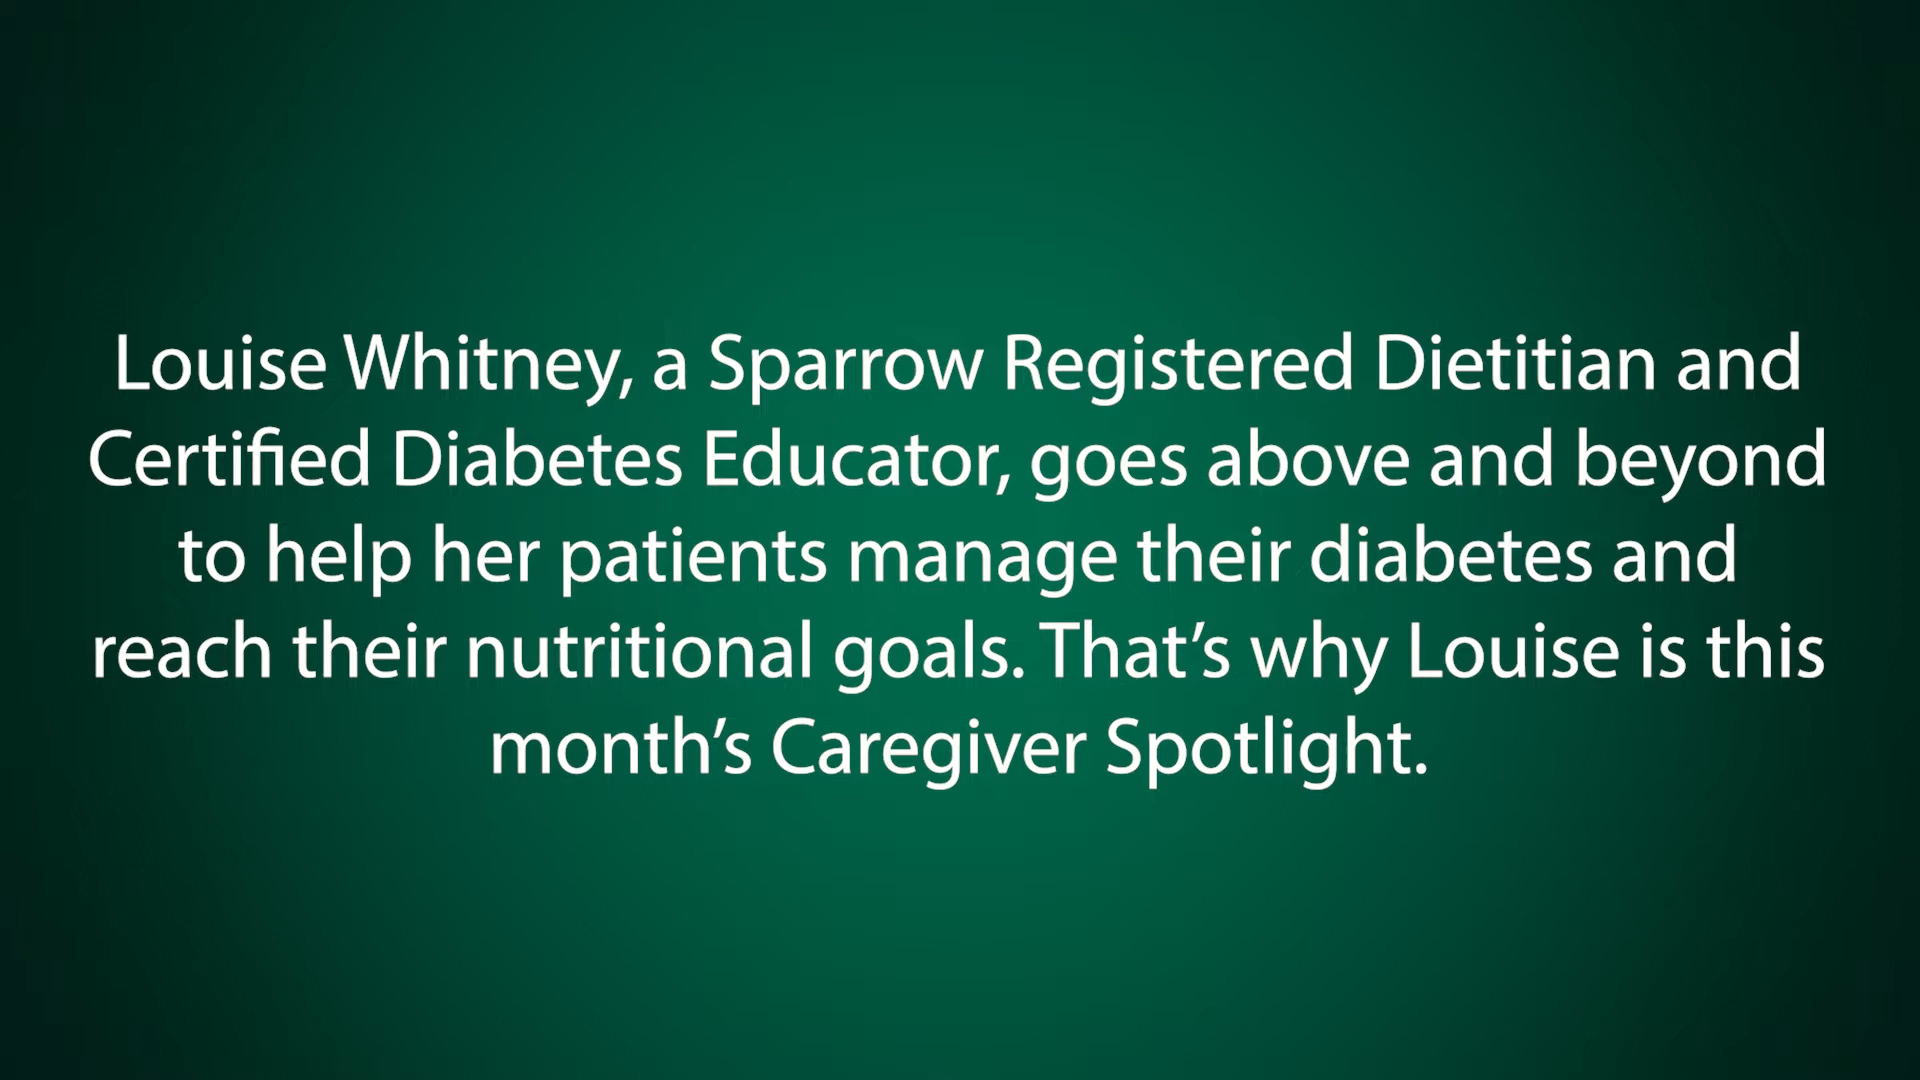 Louise Whitney, a Sparrow Registered Dietitian and
Certified Diabetes Educator, goes above and beyond
to help her patients manage their diabetes and
reach their nutritional goals. That’s why Louise is this
month’s Caregiver Spotlight.